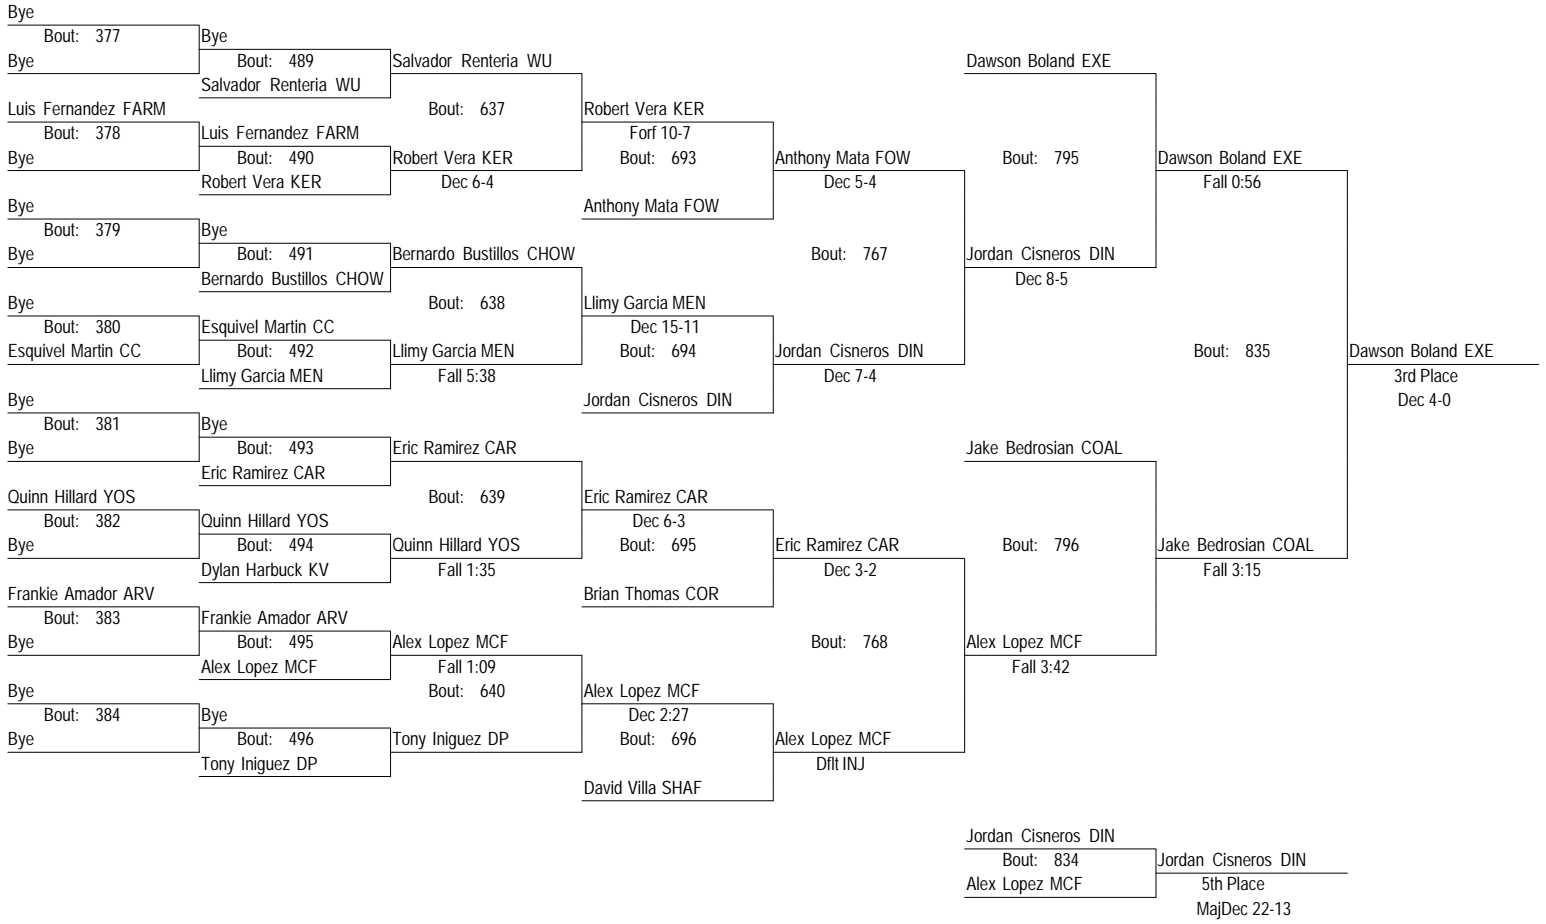 Bye
Bout: 377
Bye
Bye
Bout: 489
Salvador Renteria WU
Salvador Renteria WU
Dawson Boland EXE
Luis Fernandez FARM
Bout: 378
Bye
Luis Fernandez FARM
Bout: 490
Robert Vera KER
Bout: 637
Robert Vera KER
Dec 6-4
Robert Vera KER
Forf 10-7
Bout: 693
Anthony Mata FOW
Anthony Mata FOW
Dec 5-4
Bout: 795
Dawson Boland EXE
Fall 0:56
Bye
Bout: 379
Bye
Bye
Bout: 491
Bernardo Bustillos CHOW
Bernardo Bustillos CHOW
Bout: 767
Jordan Cisneros DIN
Dec 8-5
Bye
Bout: 380
Esquivel Martin CC
Esquivel Martin CC
Bout: 492
Llimy Garcia MEN
Bout: 638
Llimy Garcia MEN
Fall 5:38
Llimy Garcia MEN
Dec 15-11
Bout: 694
Jordan Cisneros DIN
Jordan Cisneros DIN
Dec 7-4
Bout: 835
Dawson Boland EXE
3rd Place
Dec 4-0
Bye
Bout: 381
Bye
Bye
Bout: 493
Eric Ramirez CAR
Eric Ramirez CAR
Jake Bedrosian COAL
Quinn Hillard YOS
Bout: 382
Bye
Quinn Hillard YOS
Bout: 494
Dylan Harbuck KV
Bout: 639
Quinn Hillard YOS
Fall 1:35
Eric Ramirez CAR
Dec 6-3
Bout: 695
Brian Thomas COR
Eric Ramirez CAR
Dec 3-2
Bout: 796
Jake Bedrosian COAL
Fall 3:15
Frankie Amador ARV
Bout: 383
Bye
Frankie Amador ARV
Bout: 495
Alex Lopez MCF
Alex Lopez MCF
Fall 1:09
Bout: 640
Bout: 768
Alex Lopez MCF
Fall 3:42
Bye
Bout: 384
Bye
Bye
Bout: 496
Tony Iniguez DP
Tony Iniguez DP
Alex Lopez MCF
Dec 2:27
Bout: 696
David Villa SHAF
Alex Lopez MCF
Dflt INJ
Jordan Cisneros DIN
Bout: 834
Alex Lopez MCF
Jordan Cisneros DIN
5th Place
MajDec 22-13